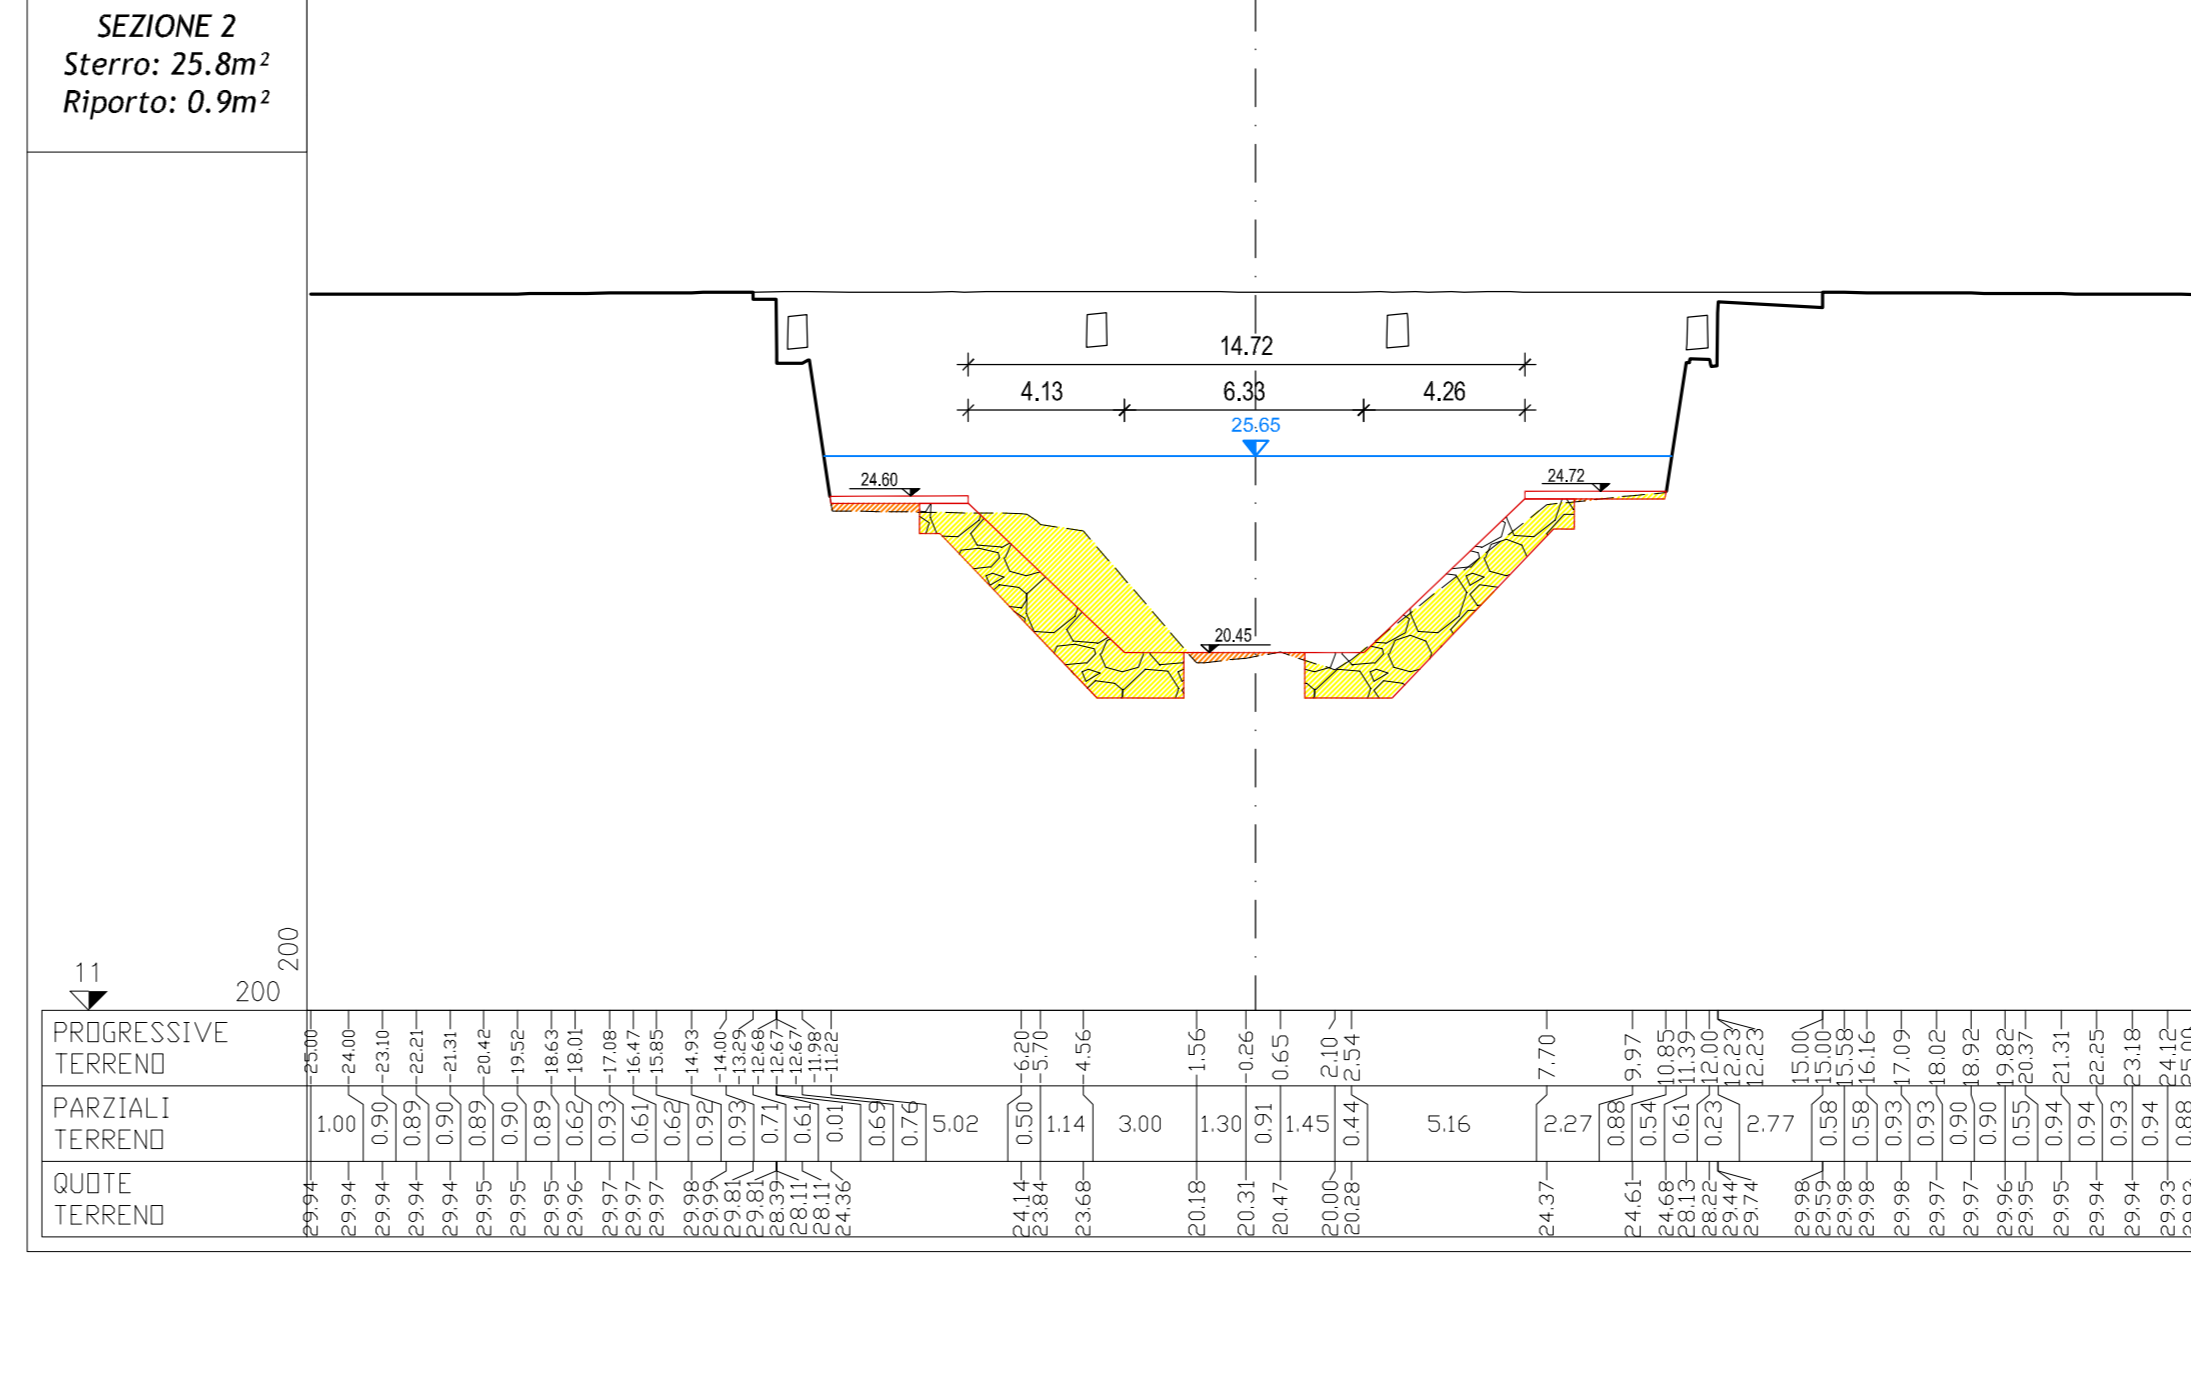 SEZIONE 2
Sterro: 25.8m²
Riporto: 0.9m²
14.72
4.13 6.33 4.26
25.65
24.60 24.72
20.45
200
11
200
PROGRESSIVE TERRENO
-25.00 -24.00 -23.10 -22.21 -21.31 -20.42 -19.52 -18.63 -18.01 -17.08 -16.47 -15.85 -14.93 -14.00 -13.29 -12.68 -12.67 -12.67 -11.98 -11.22 -6.20 -5.70 -4.56 -1.56 -0.26 0.65 2.10 2.54 7.70 9.97 10.85 11.39 12.00 12.23 12.23 15.00 15.00 15.58 16.16 17.09 18.02 18.92 19.82 20.37 21.31 22.25 23.18 24.12 25.00
PARZIALI TERRENO
1.00 0.90 0.89 0.90 0.89 0.90 0.89 0.62 0.93 0.61 0.62 0.92 0.93 0.71 0.61 0.01 0.69 0.76 5.02 0.50 1.14 3.00 1.30 0.91 1.45 0.44 5.16 2.27 0.88 0.54 0.61 0.23 2.77 0.58 0.58 0.93 0.93 0.90 0.90 0.55 0.94 0.94 0.93 0.94 0.88
QUOTE TERRENO
29.94 29.94 29.94 29.94 29.94 29.95 29.95 29.95 29.96 29.97 29.97 29.97 29.98 29.99 29.81 29.81 28.39 28.11 28.11 24.36 24.14 23.84 23.68 20.18 20.31 20.47 20.00 20.28 24.37 24.61 24.68 28.13 28.22 29.44 29.74 29.98 29.59 29.98 29.98 29.98 29.97 29.97 29.96 29.95 29.95 29.94 29.94 29.93 29.93